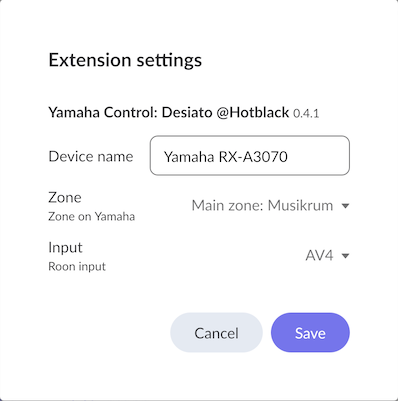 Extension settings
Yamaha Control: Desiato @Hotblack 0.4.1
Device name Yamaha RX-A3070
Zone
Main zone: Musikrum
Zone on Yamaha
Input
AV4
Roon input
Cancel Save